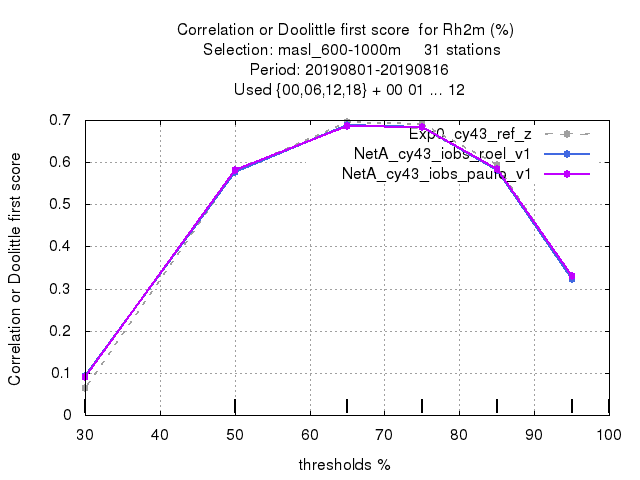 Correlation or Doolittle first score  for Rh2m (%)
Selection: masl_600-1000m     31 stations
Period: 20190801-20190816
Used {00,06,12,18} + 00 01 ... 12
Correlation or Doolittle first score
0.7
0.6
0.5
0.4
0.3
0.2
0.1
0
Exp0_cy43_ref_z
NetA_cy43_iobs_roel_v1
NetA_cy43_iobs_paulo_v1
30 40 50 60 70 80 90 100
thresholds %